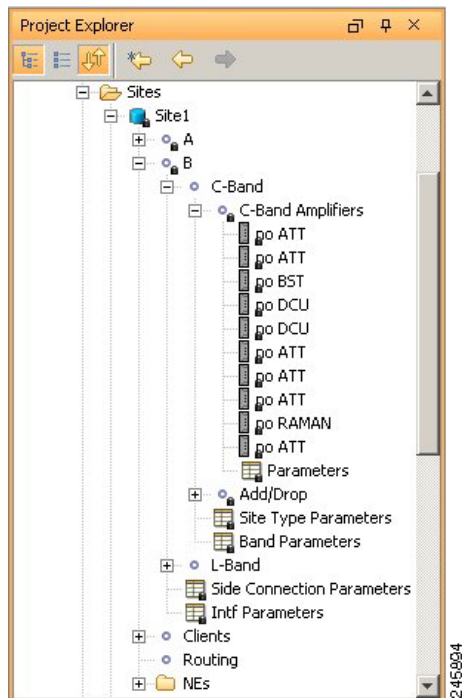 Project Explorer
Sites
Site1
A
B
C-Band
C-Band Amplifiers
po ATT
po ATT
po BST
po DCU
po DCU
po ATT
po ATT
po ATT
po RAMAN
po ATT
Parameters
Add/Drop
Site Type Parameters
Band Parameters
L-Band
Side Connection Parameters
Intf Parameters
Clients
Routing
NEs
245894